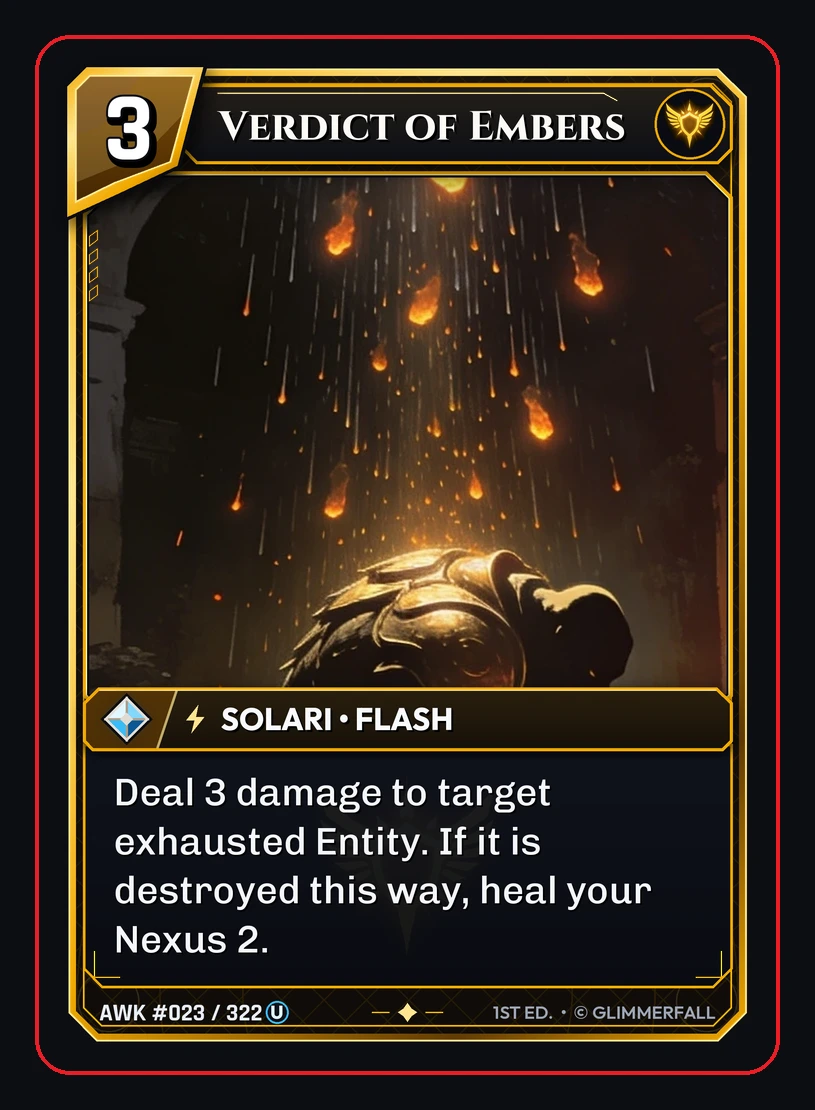 3
VERDICT OF EMBERS
SOLARI • FLASH
Deal 3 damage to target
exhausted Entity. If it is
destroyed this way, heal your
Nexus 2.
AWK #023 / 322 U
1ST ED. • © GLIMMERFALL